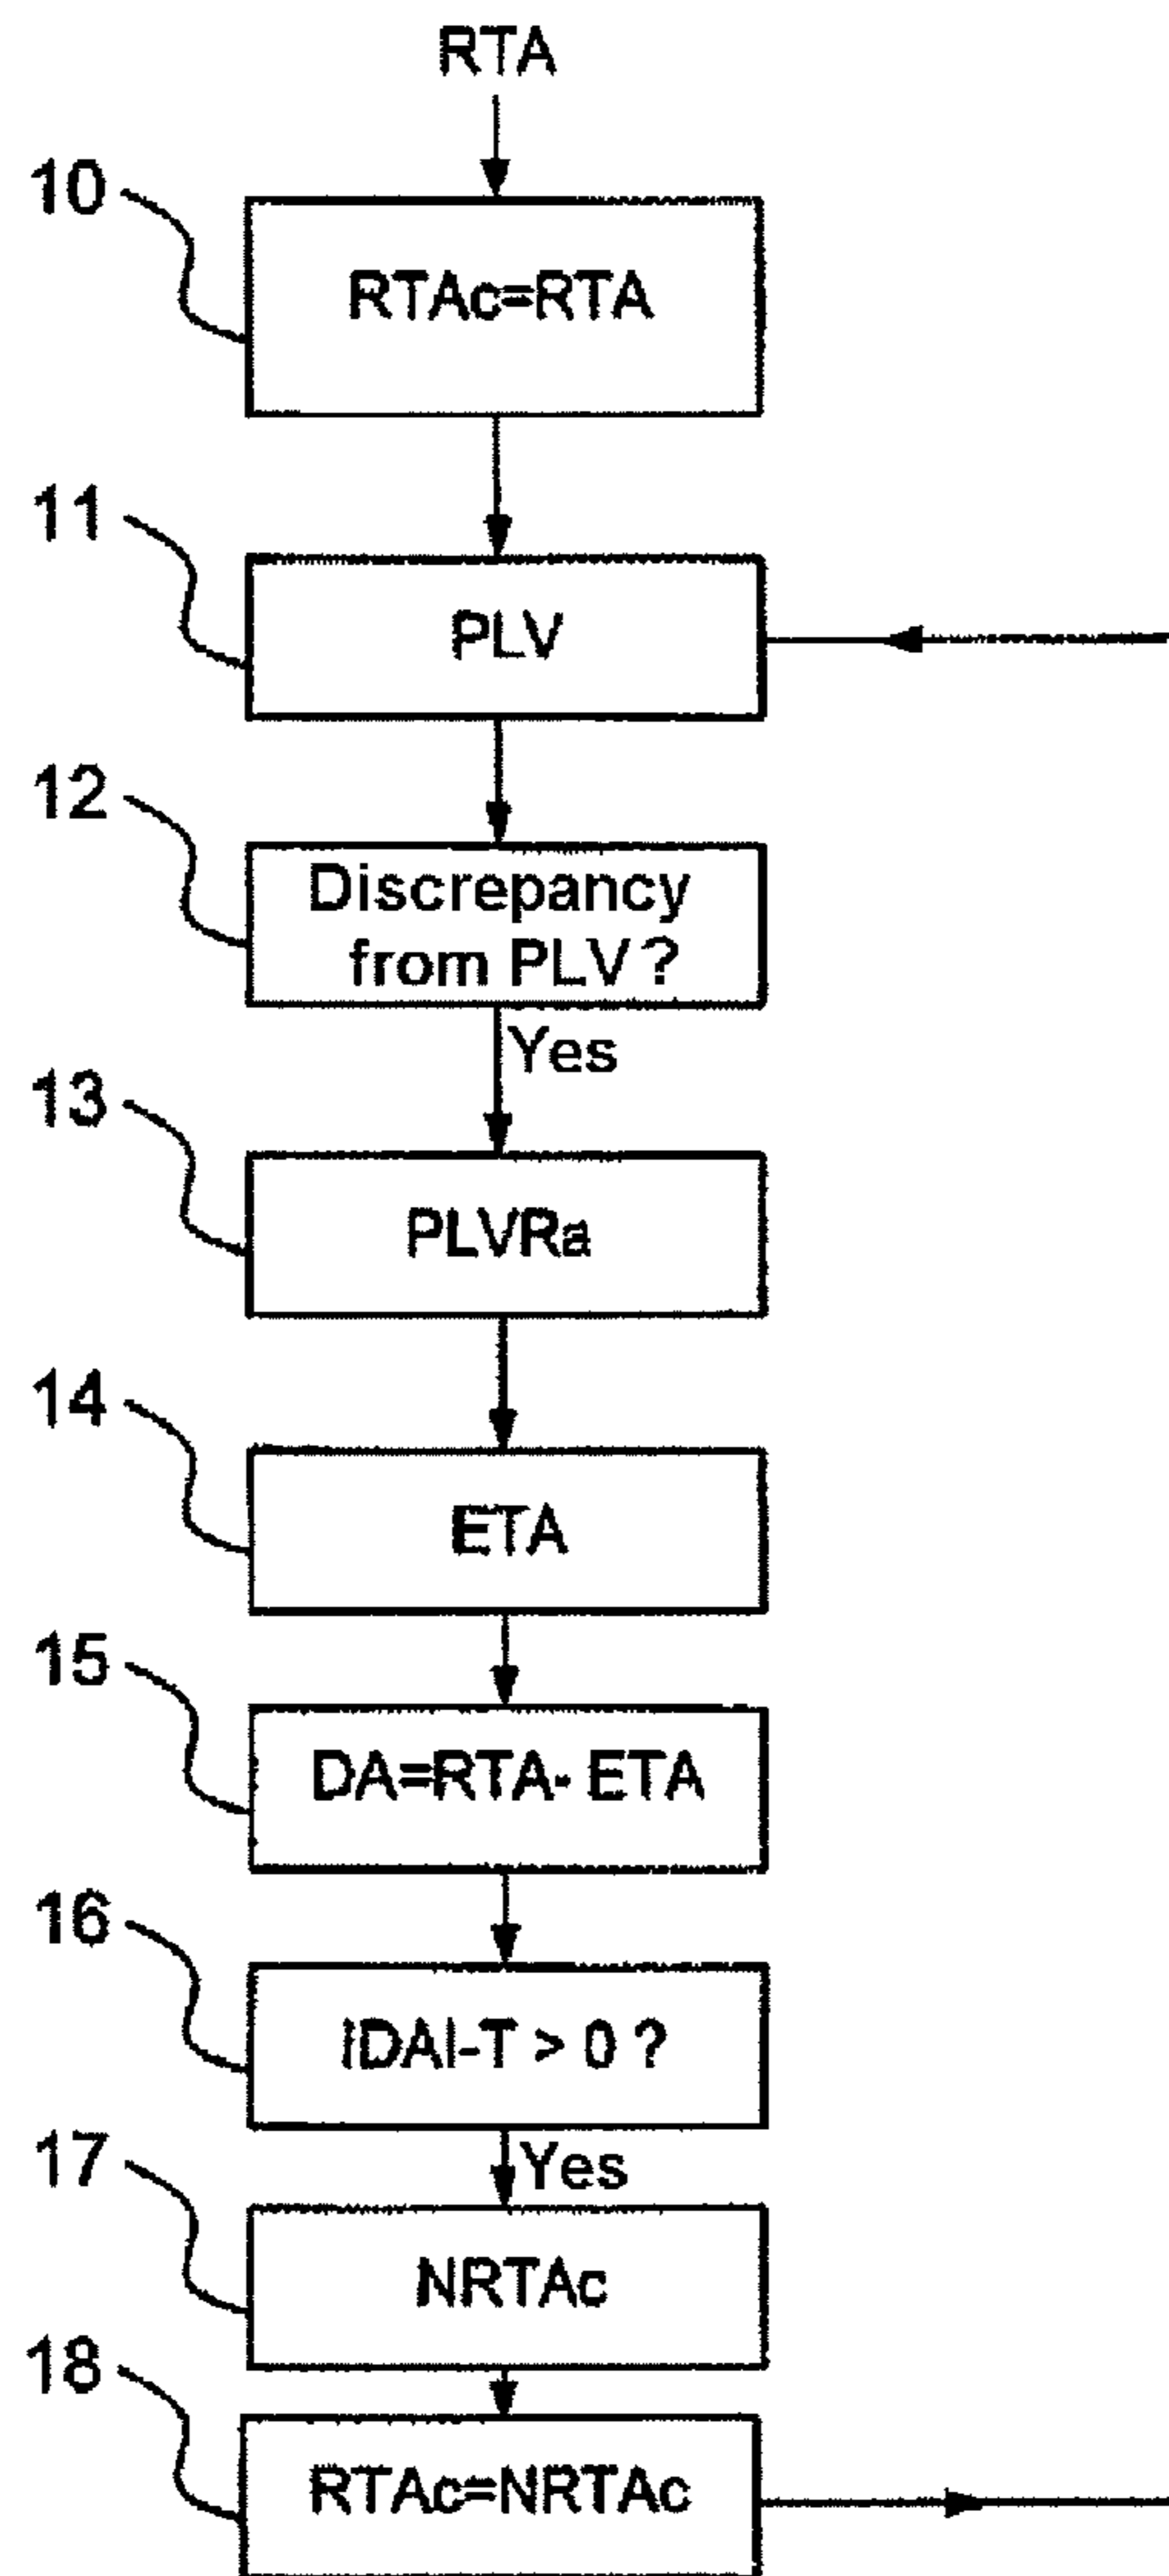 RTA
10
RTAc=RTA
11
PLV
12
Discrepancy
from PLV?
Yes
13
PLVRa
14
ETA
15
DA=RTA- ETA
16
IDAI-T > 0 ?
Yes
17
NRTAc
18
RTAc=NRTAc